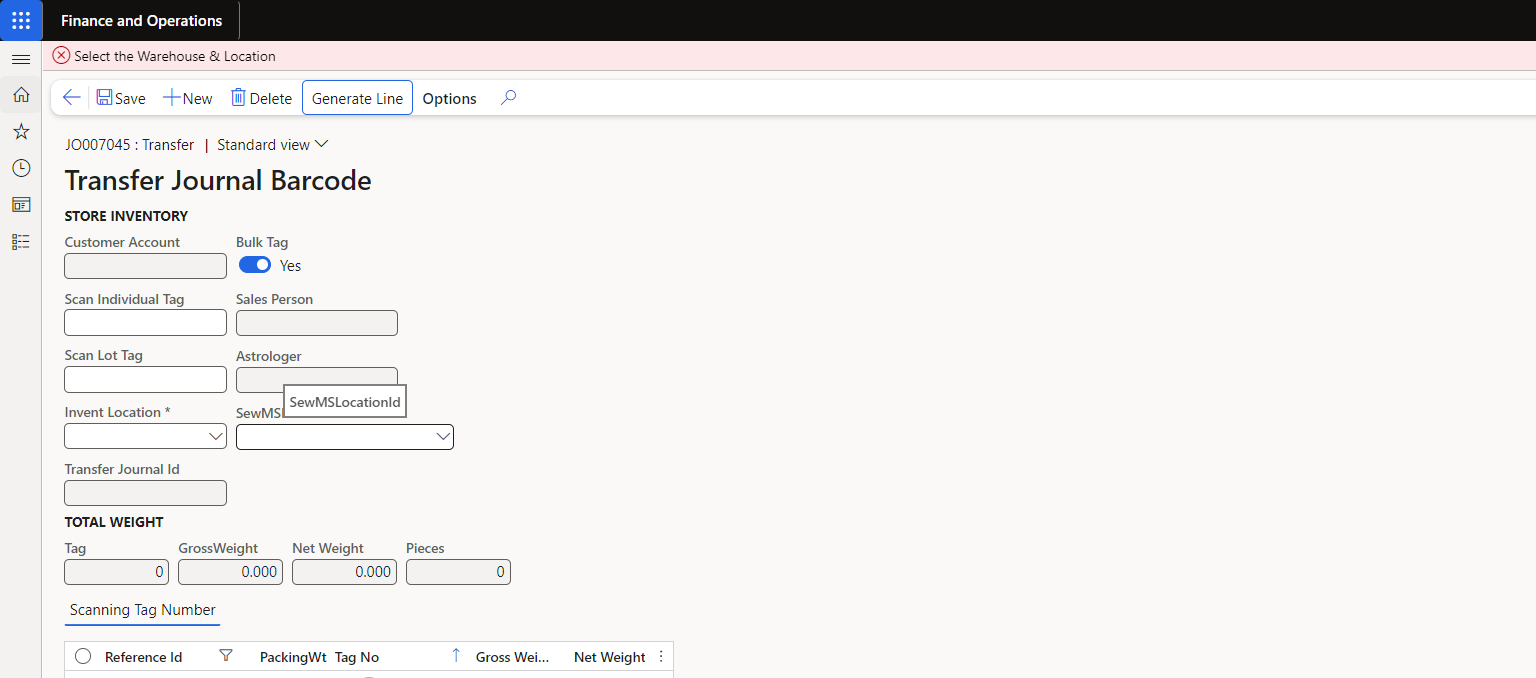 Finance and Operations
Select the Warehouse & Location
Save New Delete Generate Line Options
JO007045 : Transfer | Standard view
Transfer Journal Barcode
STORE INVENTORY
Customer Account Bulk Tag
Yes
Scan Individual Tag Sales Person
Scan Lot Tag Astrologer
SewMSLocationId
Invent Location *
Transfer Journal Id
TOTAL WEIGHT
Tag GrossWeight Net Weight Pieces
0 0.000 0.000 0
Scanning Tag Number
Reference Id PackingWt Tag No Gross Wei... Net Weight